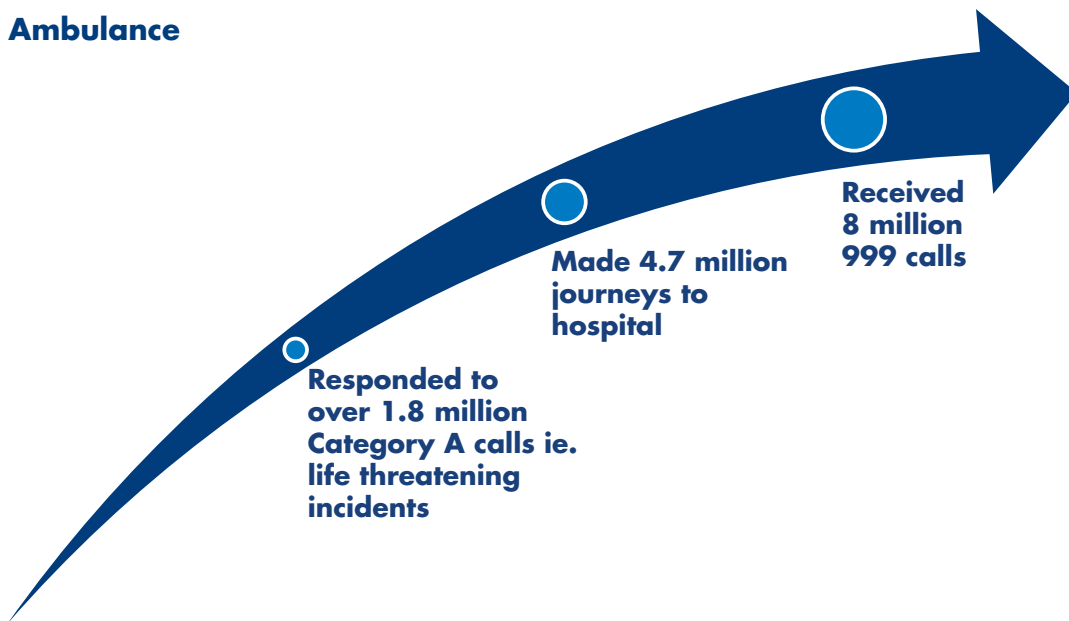 Ambulance
Received
8 million
999 calls
Made 4.7 million
journeys to
hospital
Responded to
over 1.8 million
Category A calls ie.
life threatening
incidents